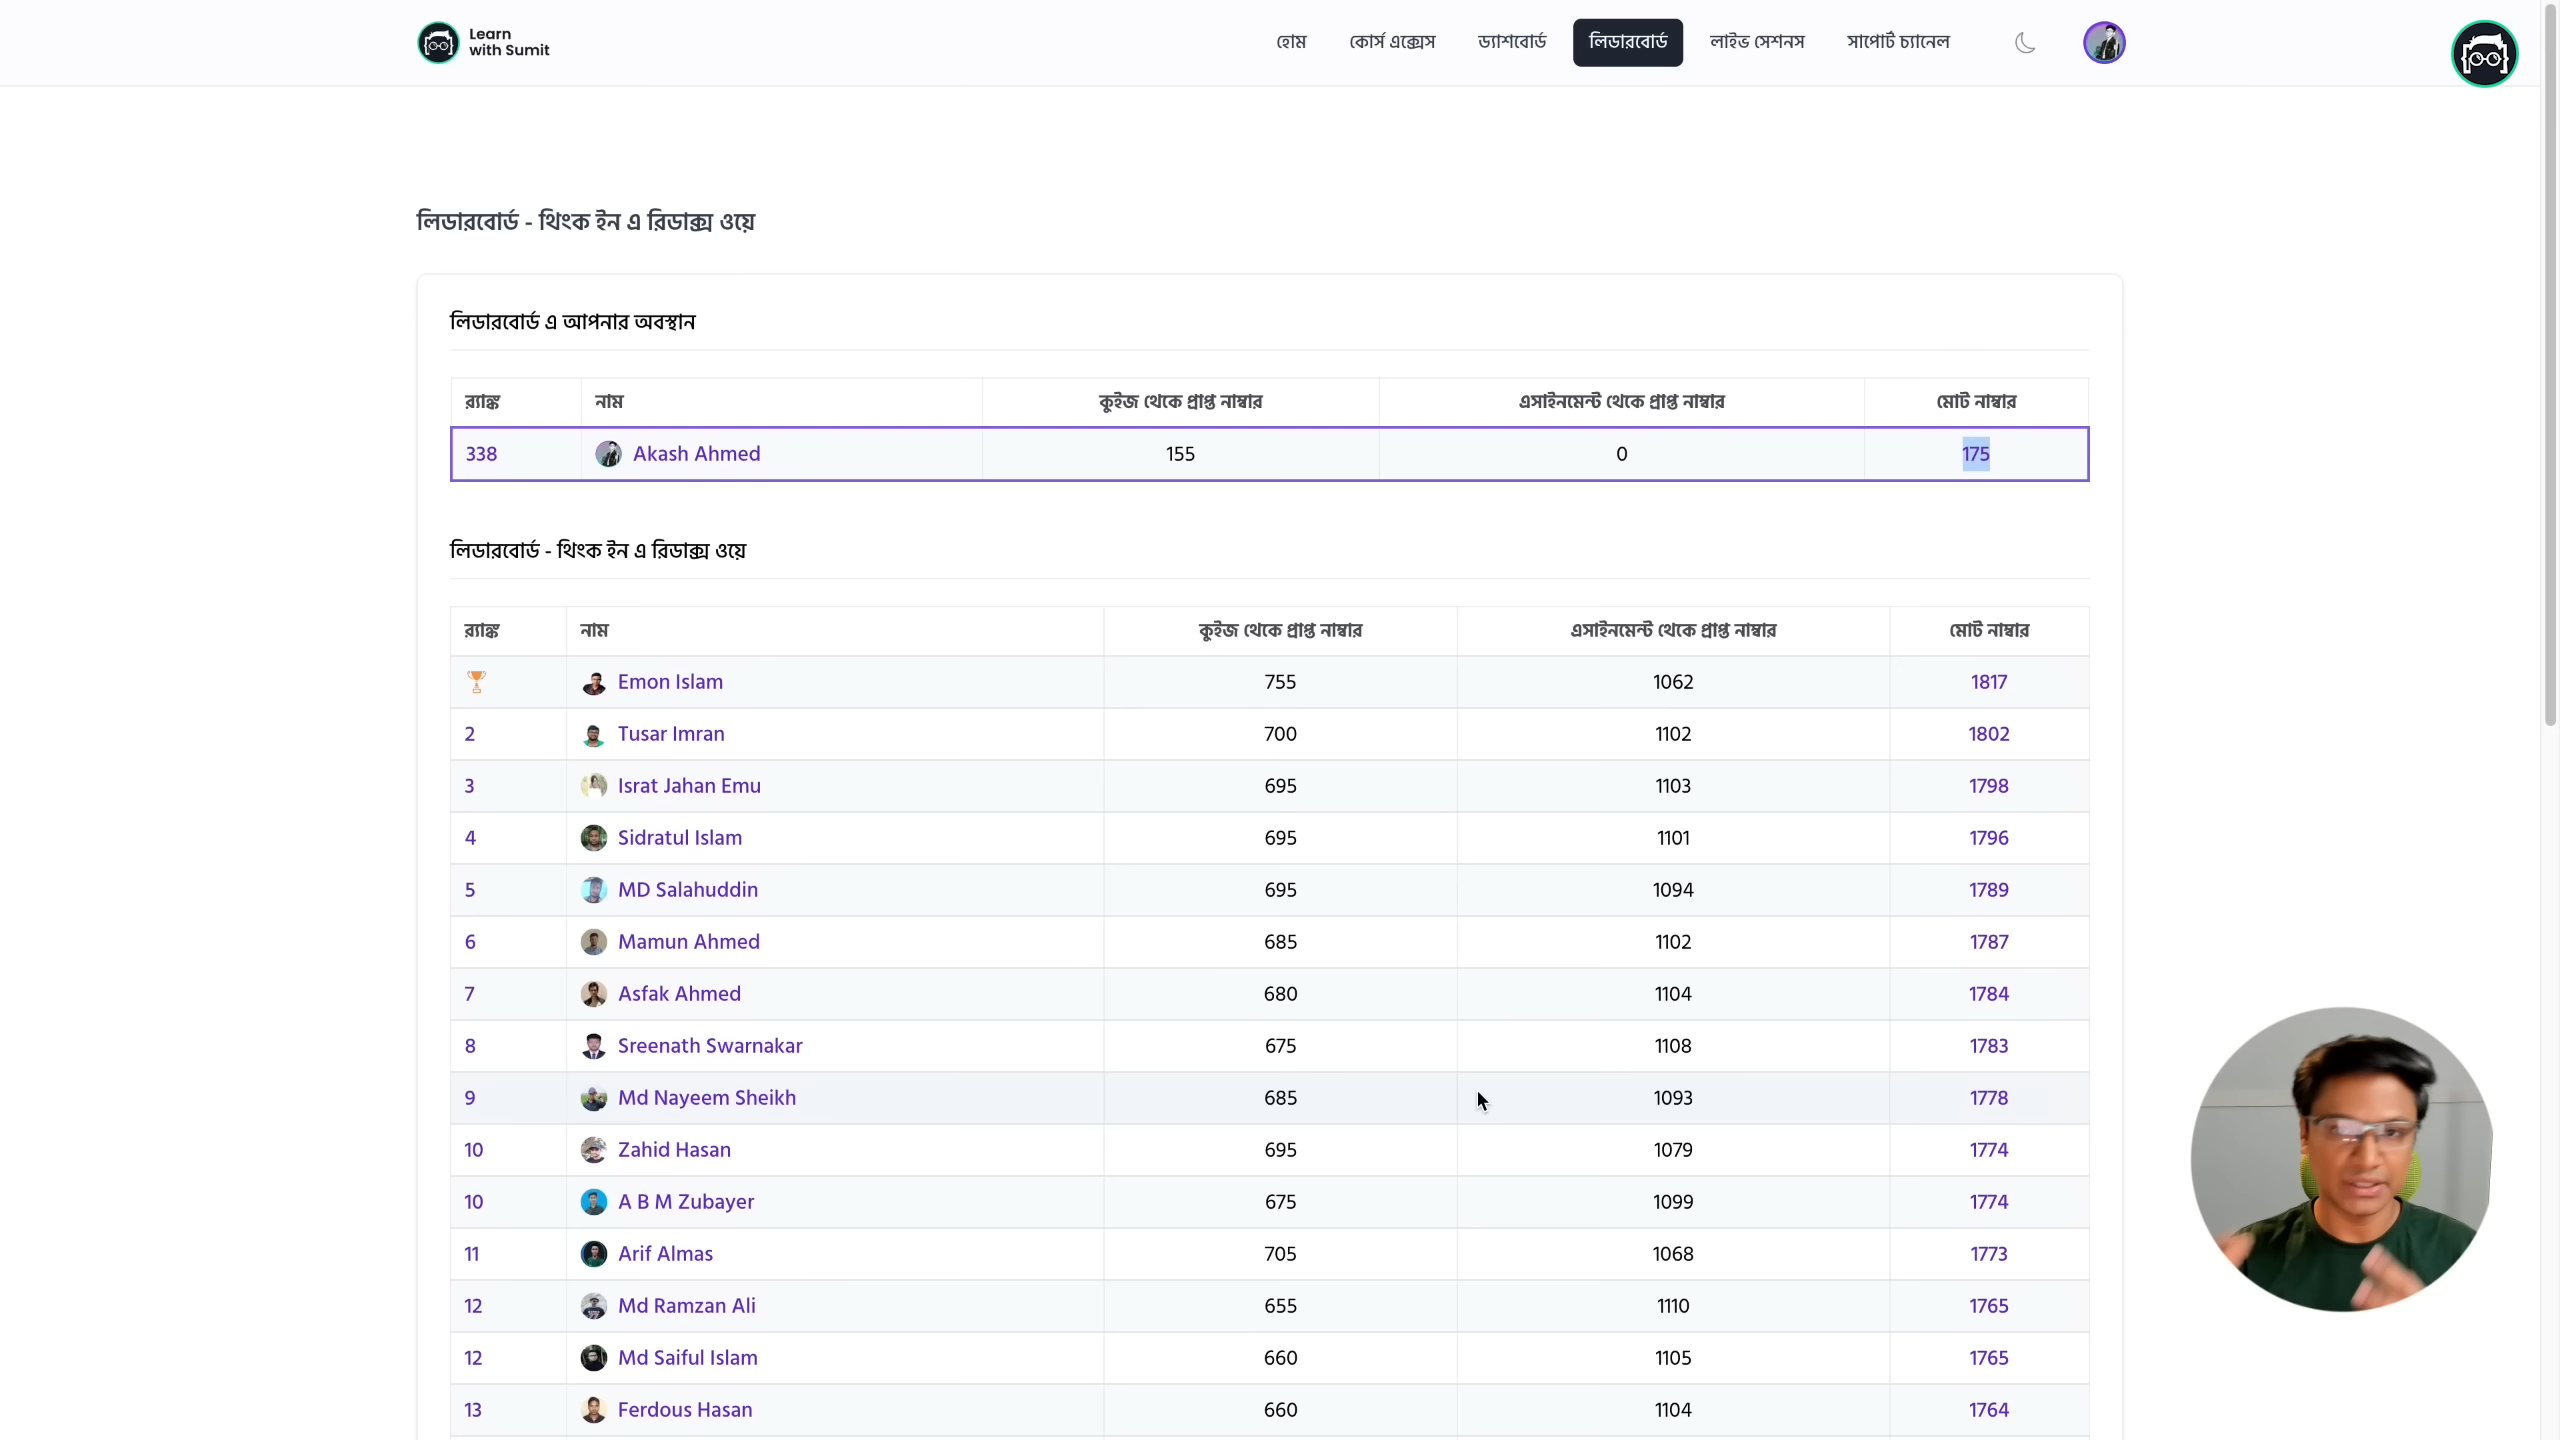 Learn
with Sumit
হোম কোর্স এক্সেস ড্যাশবোর্ড লিডারবোর্ড লাইভ সেশনস সাপোর্ট চ্যানেল
লিডারবোর্ড - থিংক ইন এ রিডাক্স ওয়ে
লিডারবোর্ড এ আপনার অবস্থান
র‍্যাঙ্ক নাম কুইজ থেকে প্রাপ্ত নাম্বার এসাইনমেন্ট থেকে প্রাপ্ত নাম্বার মোট নাম্বার
338 Akash Ahmed 155 0 175
লিডারবোর্ড - থিংক ইন এ রিডাক্স ওয়ে
র‍্যাঙ্ক নাম কুইজ থেকে প্রাপ্ত নাম্বার এসাইনমেন্ট থেকে প্রাপ্ত নাম্বার মোট নাম্বার
Emon Islam 755 1062 1817
2 Tusar Imran 700 1102 1802
3 Israt Jahan Emu 695 1103 1798
4 Sidratul Islam 695 1101 1796
5 MD Salahuddin 695 1094 1789
6 Mamun Ahmed 685 1102 1787
7 Asfak Ahmed 680 1104 1784
8 Sreenath Swarnakar 675 1108 1783
9 Md Nayeem Sheikh 685 1093 1778
10 Zahid Hasan 695 1079 1774
10 A B M Zubayer 675 1099 1774
11 Arif Almas 705 1068 1773
12 Md Ramzan Ali 655 1110 1765
12 Md Saiful Islam 660 1105 1765
13 Ferdous Hasan 660 1104 1764